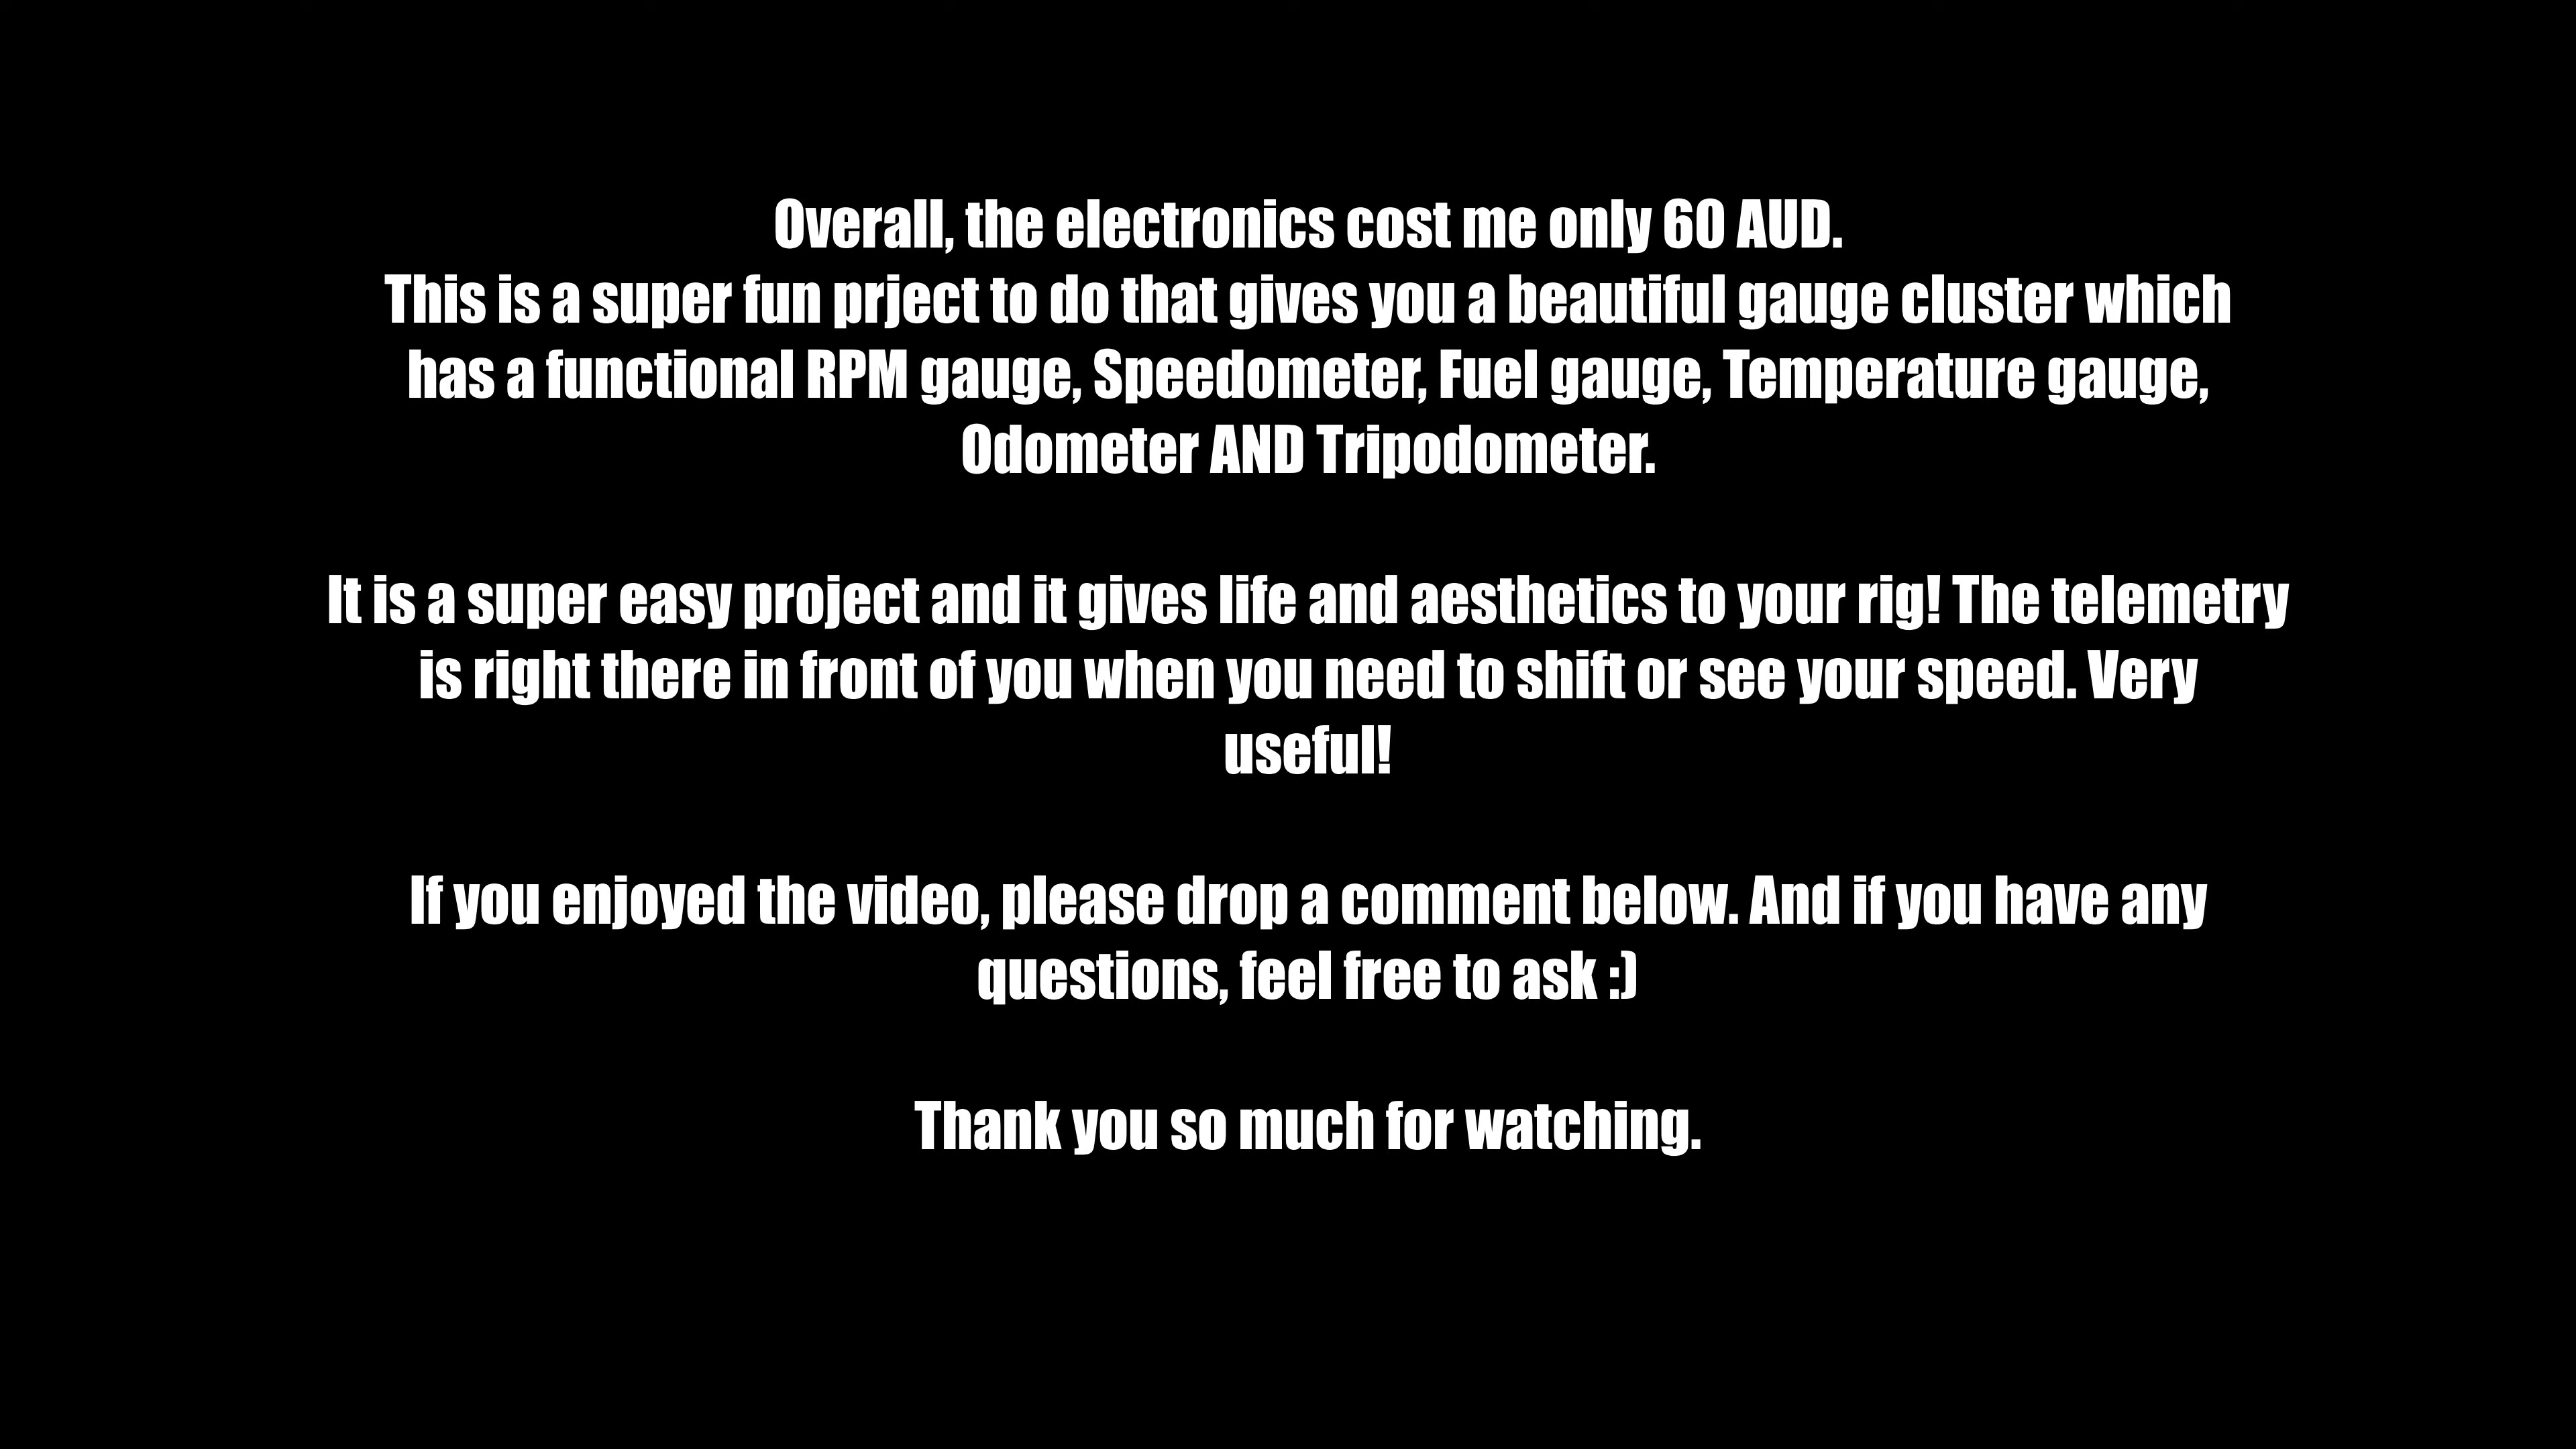 Overall, the electronics cost me only 60 AUD.
This is a super fun prject to do that gives you a beautiful gauge cluster which
has a functional RPM gauge, Speedometer, Fuel gauge, Temperature gauge,
Odometer AND Tripodometer.
It is a super easy project and it gives life and aesthetics to your rig! The telemetry
is right there in front of you when you need to shift or see your speed. Very
useful!
If you enjoyed the video, please drop a comment below. And if you have any
questions, feel free to ask :)
Thank you so much for watching.